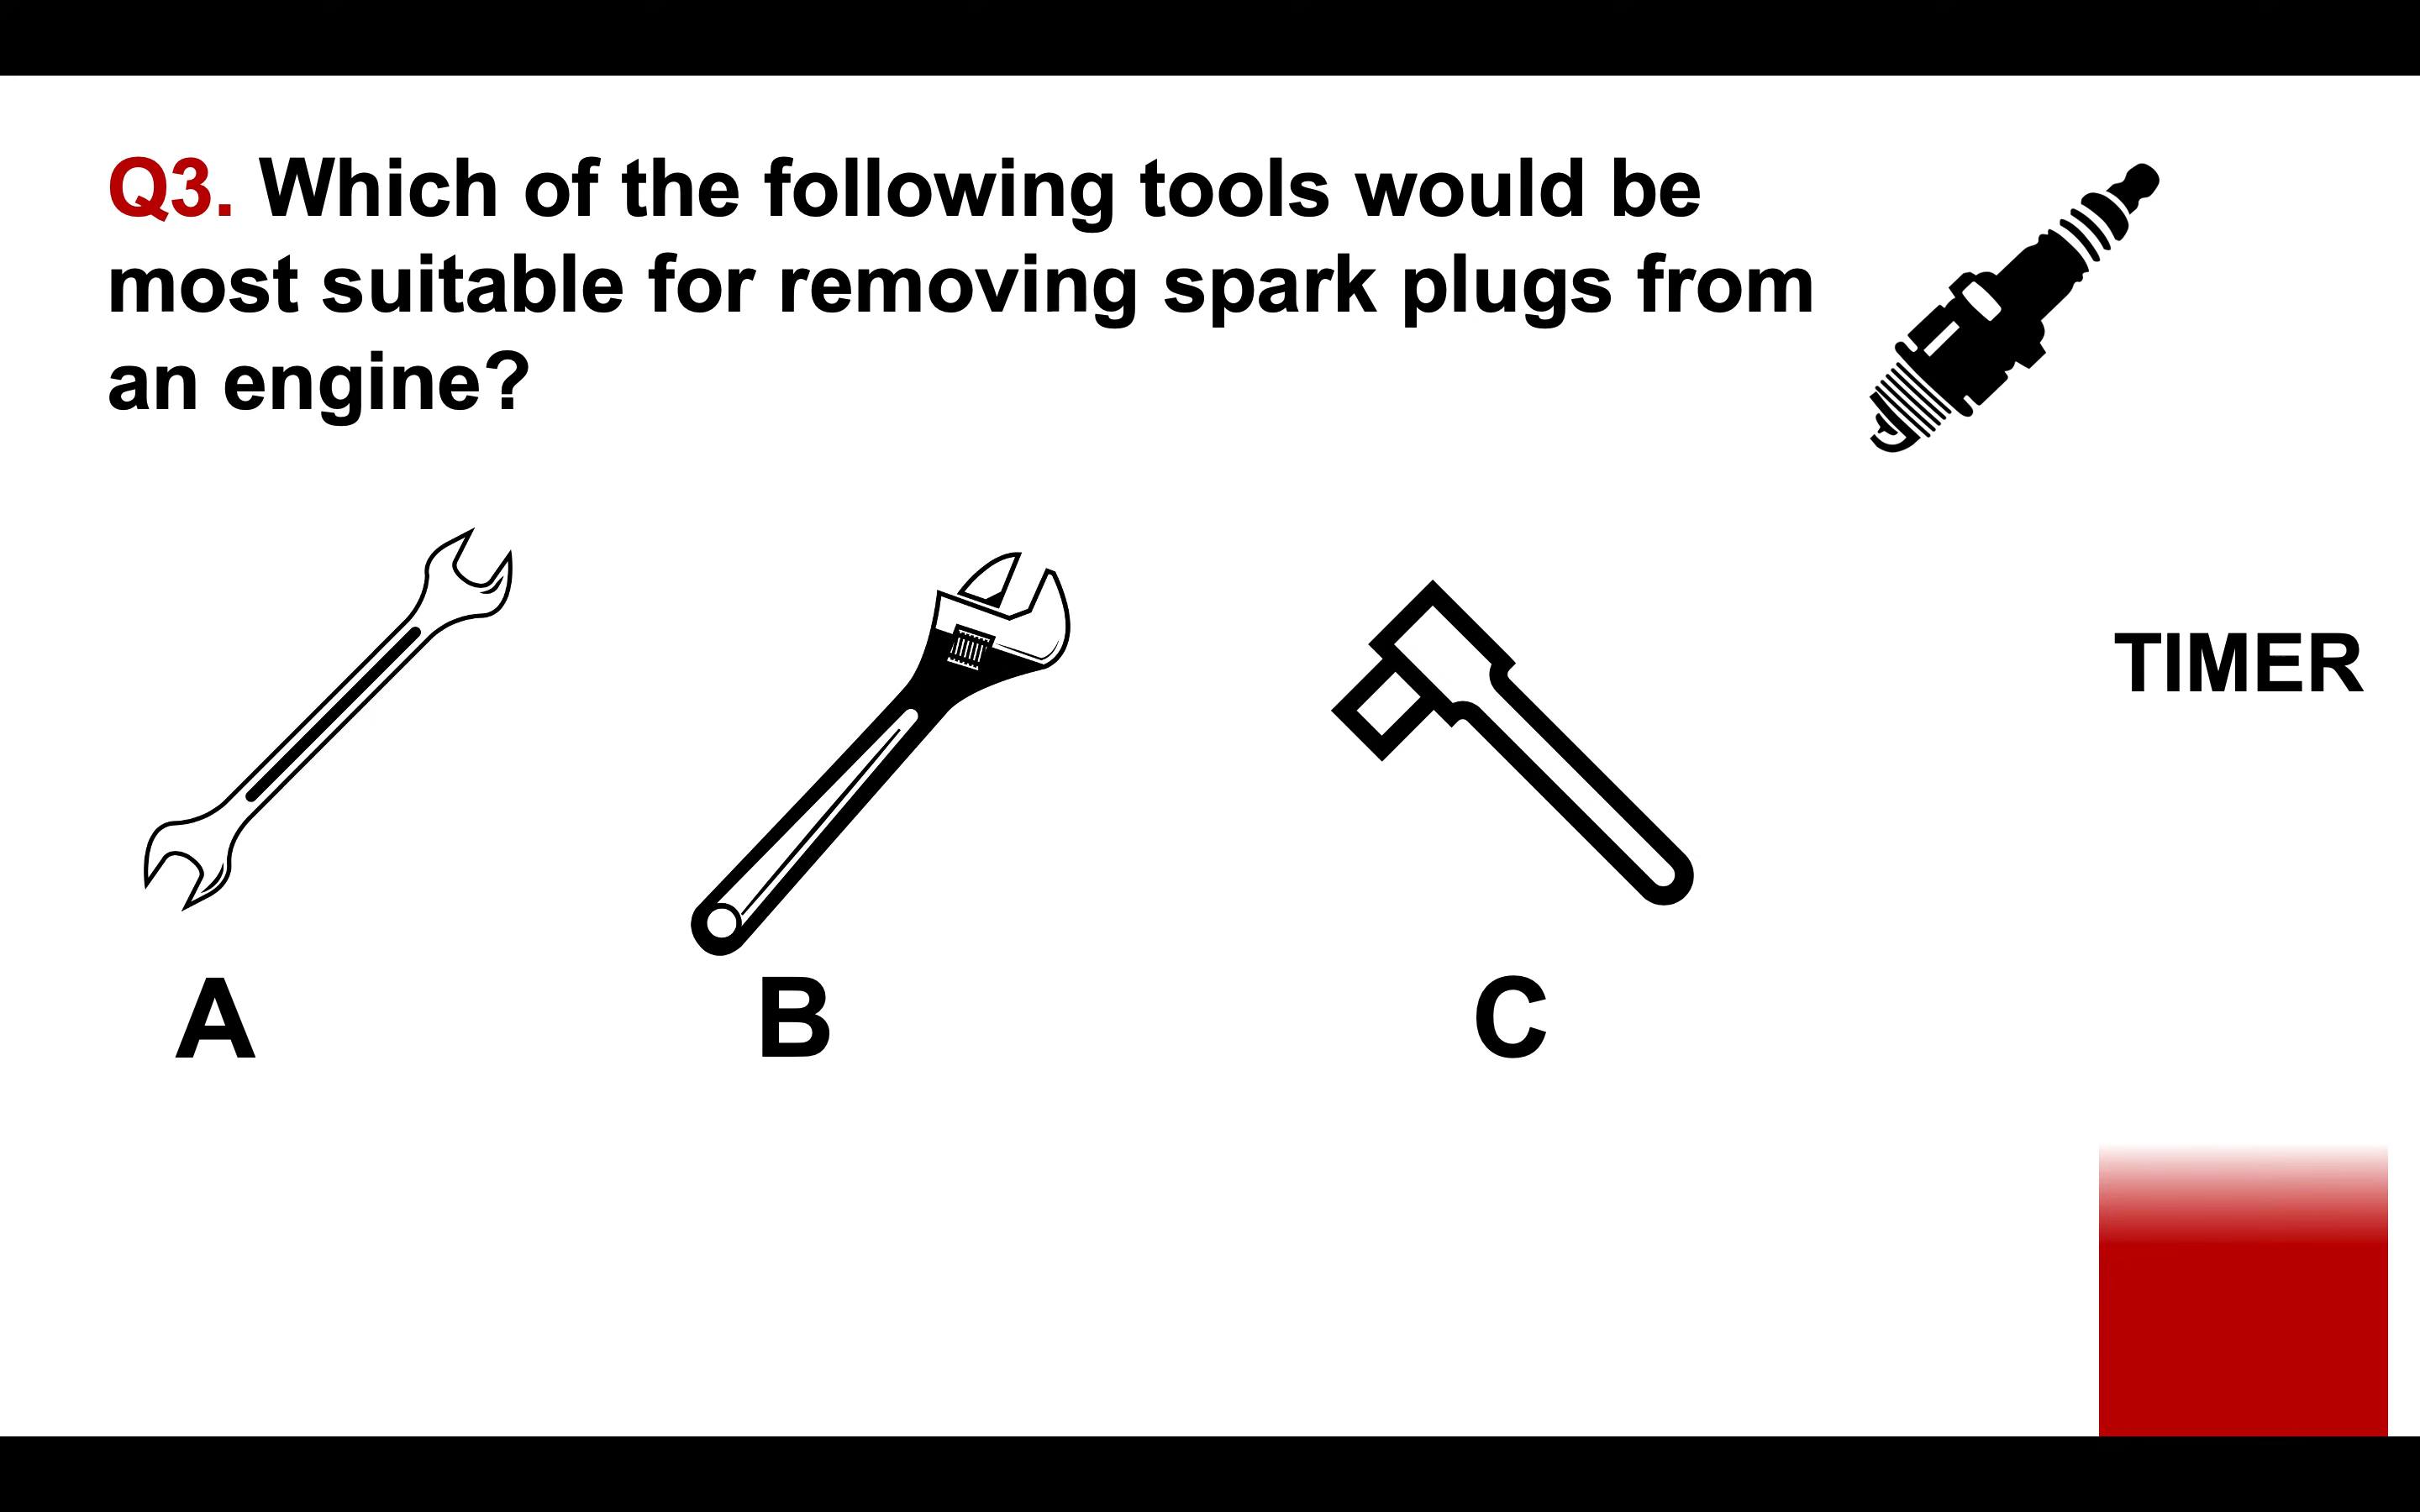 Q3. Which of the following tools would be
most suitable for removing spark plugs from
an engine?
TIMER
A
B
C